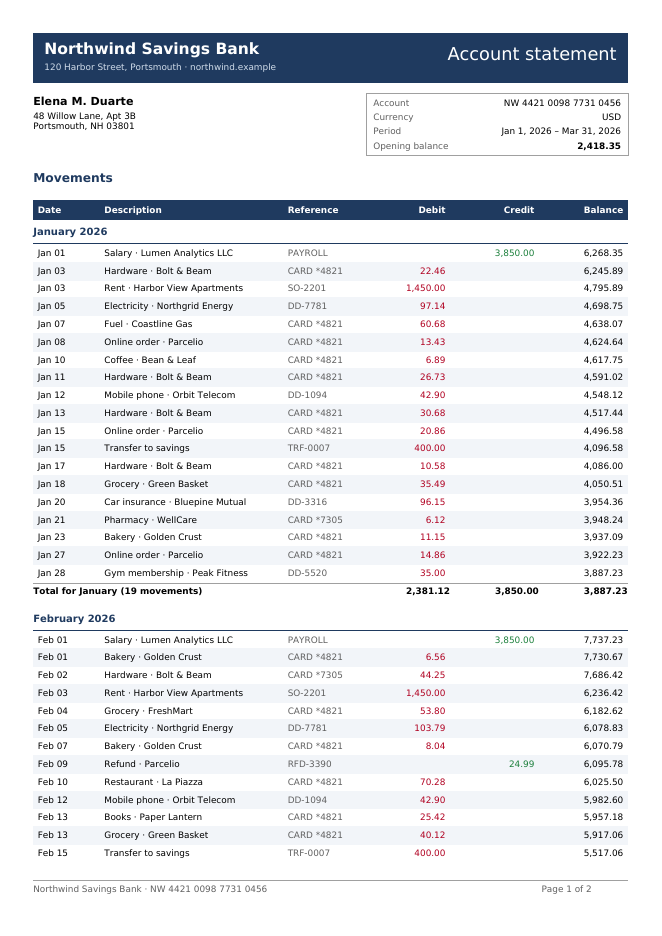 Northwind Savings Bank
Account statement
120 Harbor Street, Portsmouth · northwind.example
Elena M. Duarte
48 Willow Lane, Apt 3B
Portsmouth, NH 03801
Account NW 4421 0098 7731 0456
Currency USD
Period Jan 1, 2026 – Mar 31, 2026
Opening balance 2,418.35
Movements
Date Description Reference Debit Credit Balance
January 2026
Jan 01 Salary · Lumen Analytics LLC PAYROLL 3,850.00 6,268.35
Jan 03 Hardware · Bolt & Beam CARD *4821 22.46 6,245.89
Jan 03 Rent · Harbor View Apartments SO-2201 1,450.00 4,795.89
Jan 05 Electricity · Northgrid Energy DD-7781 97.14 4,698.75
Jan 07 Fuel · Coastline Gas CARD *4821 60.68 4,638.07
Jan 08 Online order · Parcelio CARD *4821 13.43 4,624.64
Jan 10 Coffee · Bean & Leaf CARD *4821 6.89 4,617.75
Jan 11 Hardware · Bolt & Beam CARD *4821 26.73 4,591.02
Jan 12 Mobile phone · Orbit Telecom DD-1094 42.90 4,548.12
Jan 13 Hardware · Bolt & Beam CARD *4821 30.68 4,517.44
Jan 15 Online order · Parcelio CARD *4821 20.86 4,496.58
Jan 15 Transfer to savings TRF-0007 400.00 4,096.58
Jan 17 Hardware · Bolt & Beam CARD *4821 10.58 4,086.00
Jan 18 Grocery · Green Basket CARD *4821 35.49 4,050.51
Jan 20 Car insurance · Bluepine Mutual DD-3316 96.15 3,954.36
Jan 21 Pharmacy · WellCare CARD *7305 6.12 3,948.24
Jan 23 Bakery · Golden Crust CARD *4821 11.15 3,937.09
Jan 27 Online order · Parcelio CARD *4821 14.86 3,922.23
Jan 28 Gym membership · Peak Fitness DD-5520 35.00 3,887.23
Total for January (19 movements) 2,381.12 3,850.00 3,887.23
February 2026
Feb 01 Salary · Lumen Analytics LLC PAYROLL 3,850.00 7,737.23
Feb 01 Bakery · Golden Crust CARD *4821 6.56 7,730.67
Feb 02 Hardware · Bolt & Beam CARD *7305 44.25 7,686.42
Feb 03 Rent · Harbor View Apartments SO-2201 1,450.00 6,236.42
Feb 04 Grocery · FreshMart CARD *4821 53.80 6,182.62
Feb 05 Electricity · Northgrid Energy DD-7781 103.79 6,078.83
Feb 07 Bakery · Golden Crust CARD *4821 8.04 6,070.79
Feb 09 Refund · Parcelio RFD-3390 24.99 6,095.78
Feb 10 Restaurant · La Piazza CARD *4821 70.28 6,025.50
Feb 12 Mobile phone · Orbit Telecom DD-1094 42.90 5,982.60
Feb 13 Books · Paper Lantern CARD *4821 25.42 5,957.18
Feb 13 Grocery · Green Basket CARD *4821 40.12 5,917.06
Feb 15 Transfer to savings TRF-0007 400.00 5,517.06
Northwind Savings Bank · NW 4421 0098 7731 0456 Page 1 of 2